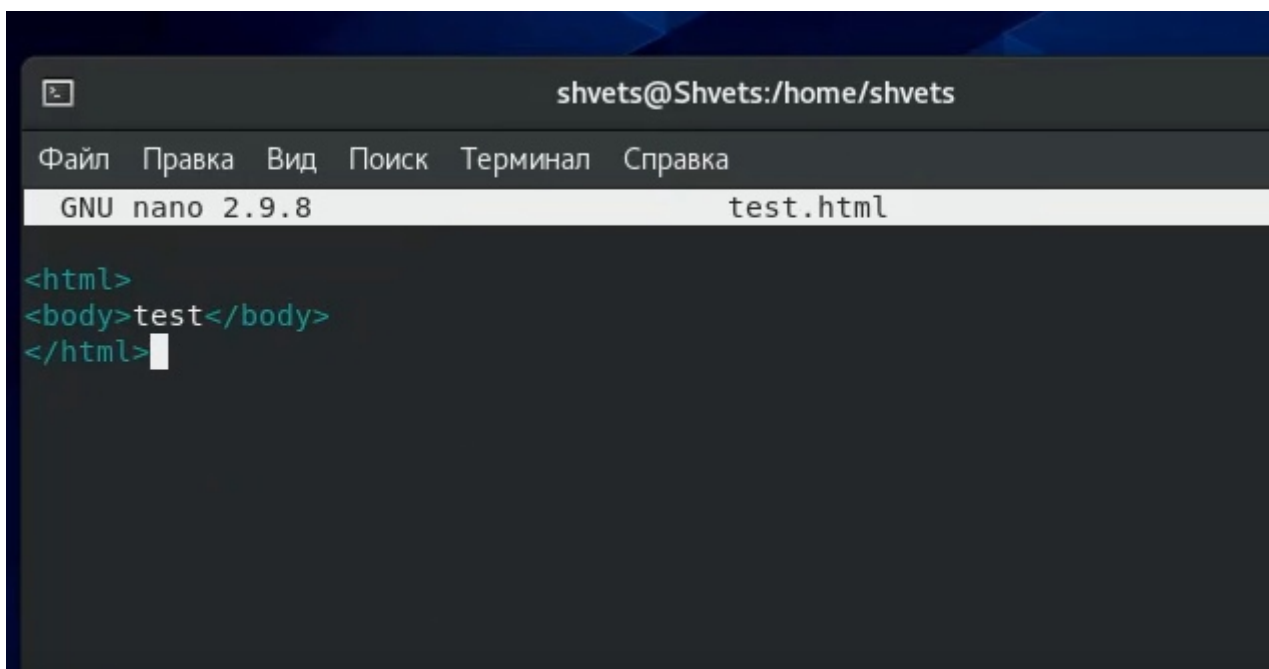 shvets@Shvets:/home/shvets
Файл Правка Вид Поиск Терминал Справка
GNU nano 2.9.8 test.html
<html>
<body>test</body>
</html>